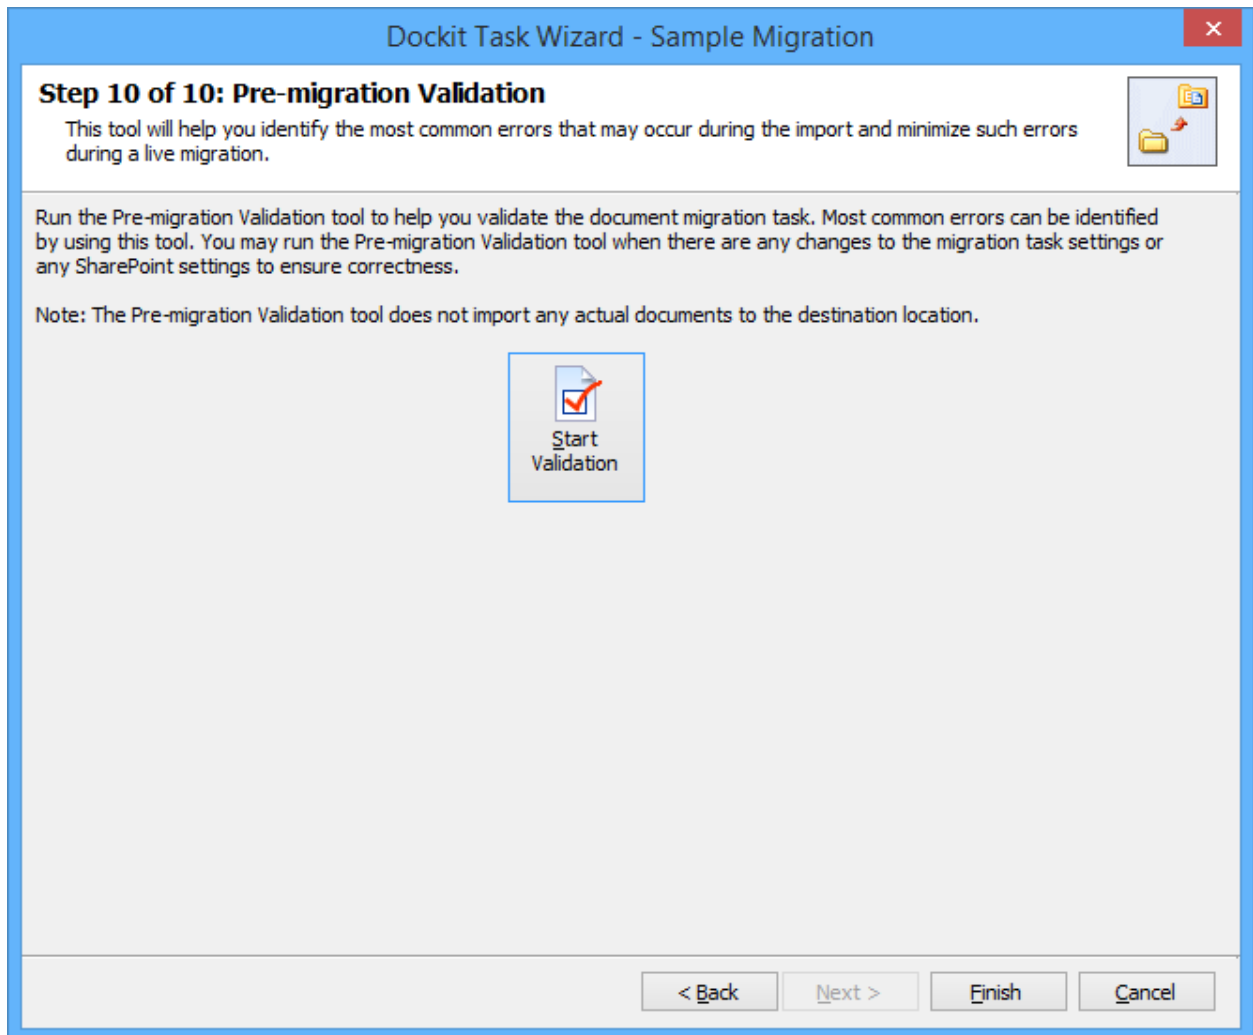 Dockit Task Wizard - Sample Migration
Step 10 of 10: Pre-migration Validation
This tool will help you identify the most common errors that may occur during the import and minimize such errors
during a live migration.
Run the Pre-migration Validation tool to help you validate the document migration task. Most common errors can be identified
by using this tool. You may run the Pre-migration Validation tool when there are any changes to the migration task settings or
any SharePoint settings to ensure correctness.
Note: The Pre-migration Validation tool does not import any actual documents to the destination location.
Start
Validation
< Back
Next >
Finish
Cancel